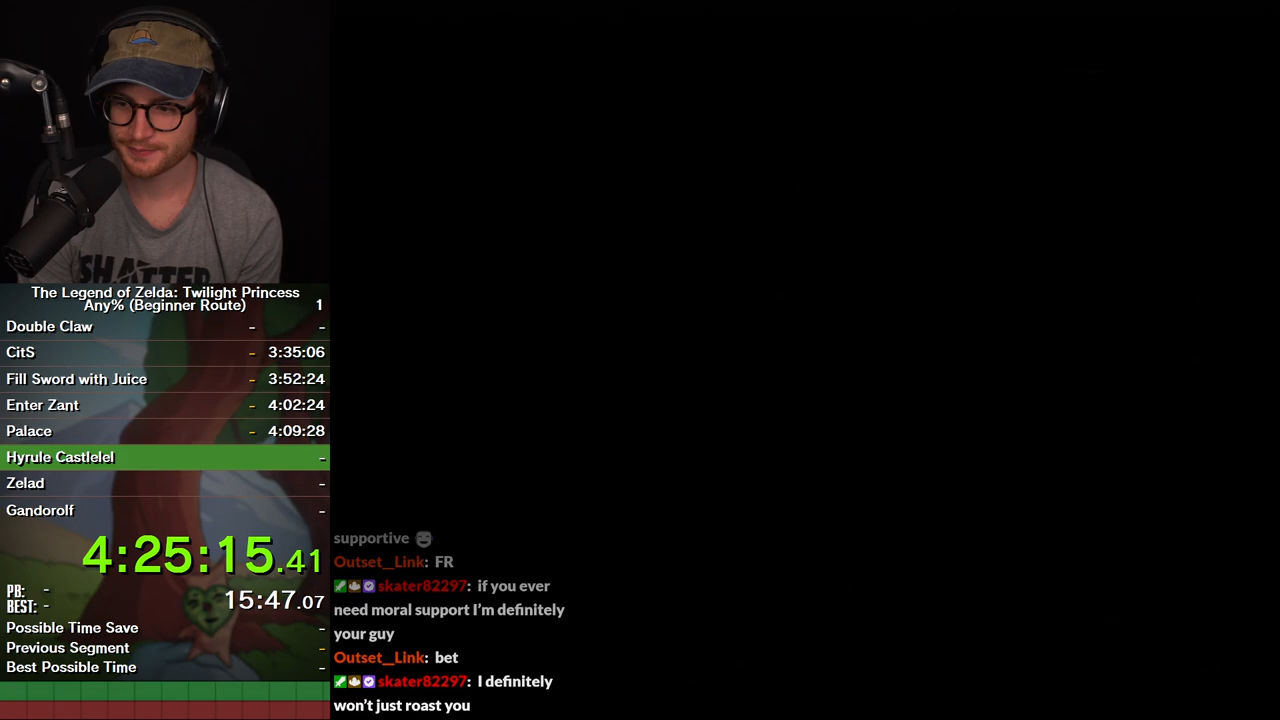 SHATTER
The Legend of Zelda: Twilight Princess
Any% (Beginner Route) 1
Double Claw - -
CitS - 3:35:06
Fill Sword with Juice - 3:52:24
Enter Zant - 4:02:24
Palace - 4:09:28
Hyrule Castlelel -
Zelad -
Gandorolf -
4:25:15.41
PB: -
BEST: - 15:47.07
Possible Time Save -
Previous Segment -
Best Possible Time -
supportive
Outset_Link: FR
skater82297: if you ever
need moral support I'm definitely
your guy
Outset_Link: bet
skater82297: I definitely
won't just roast you